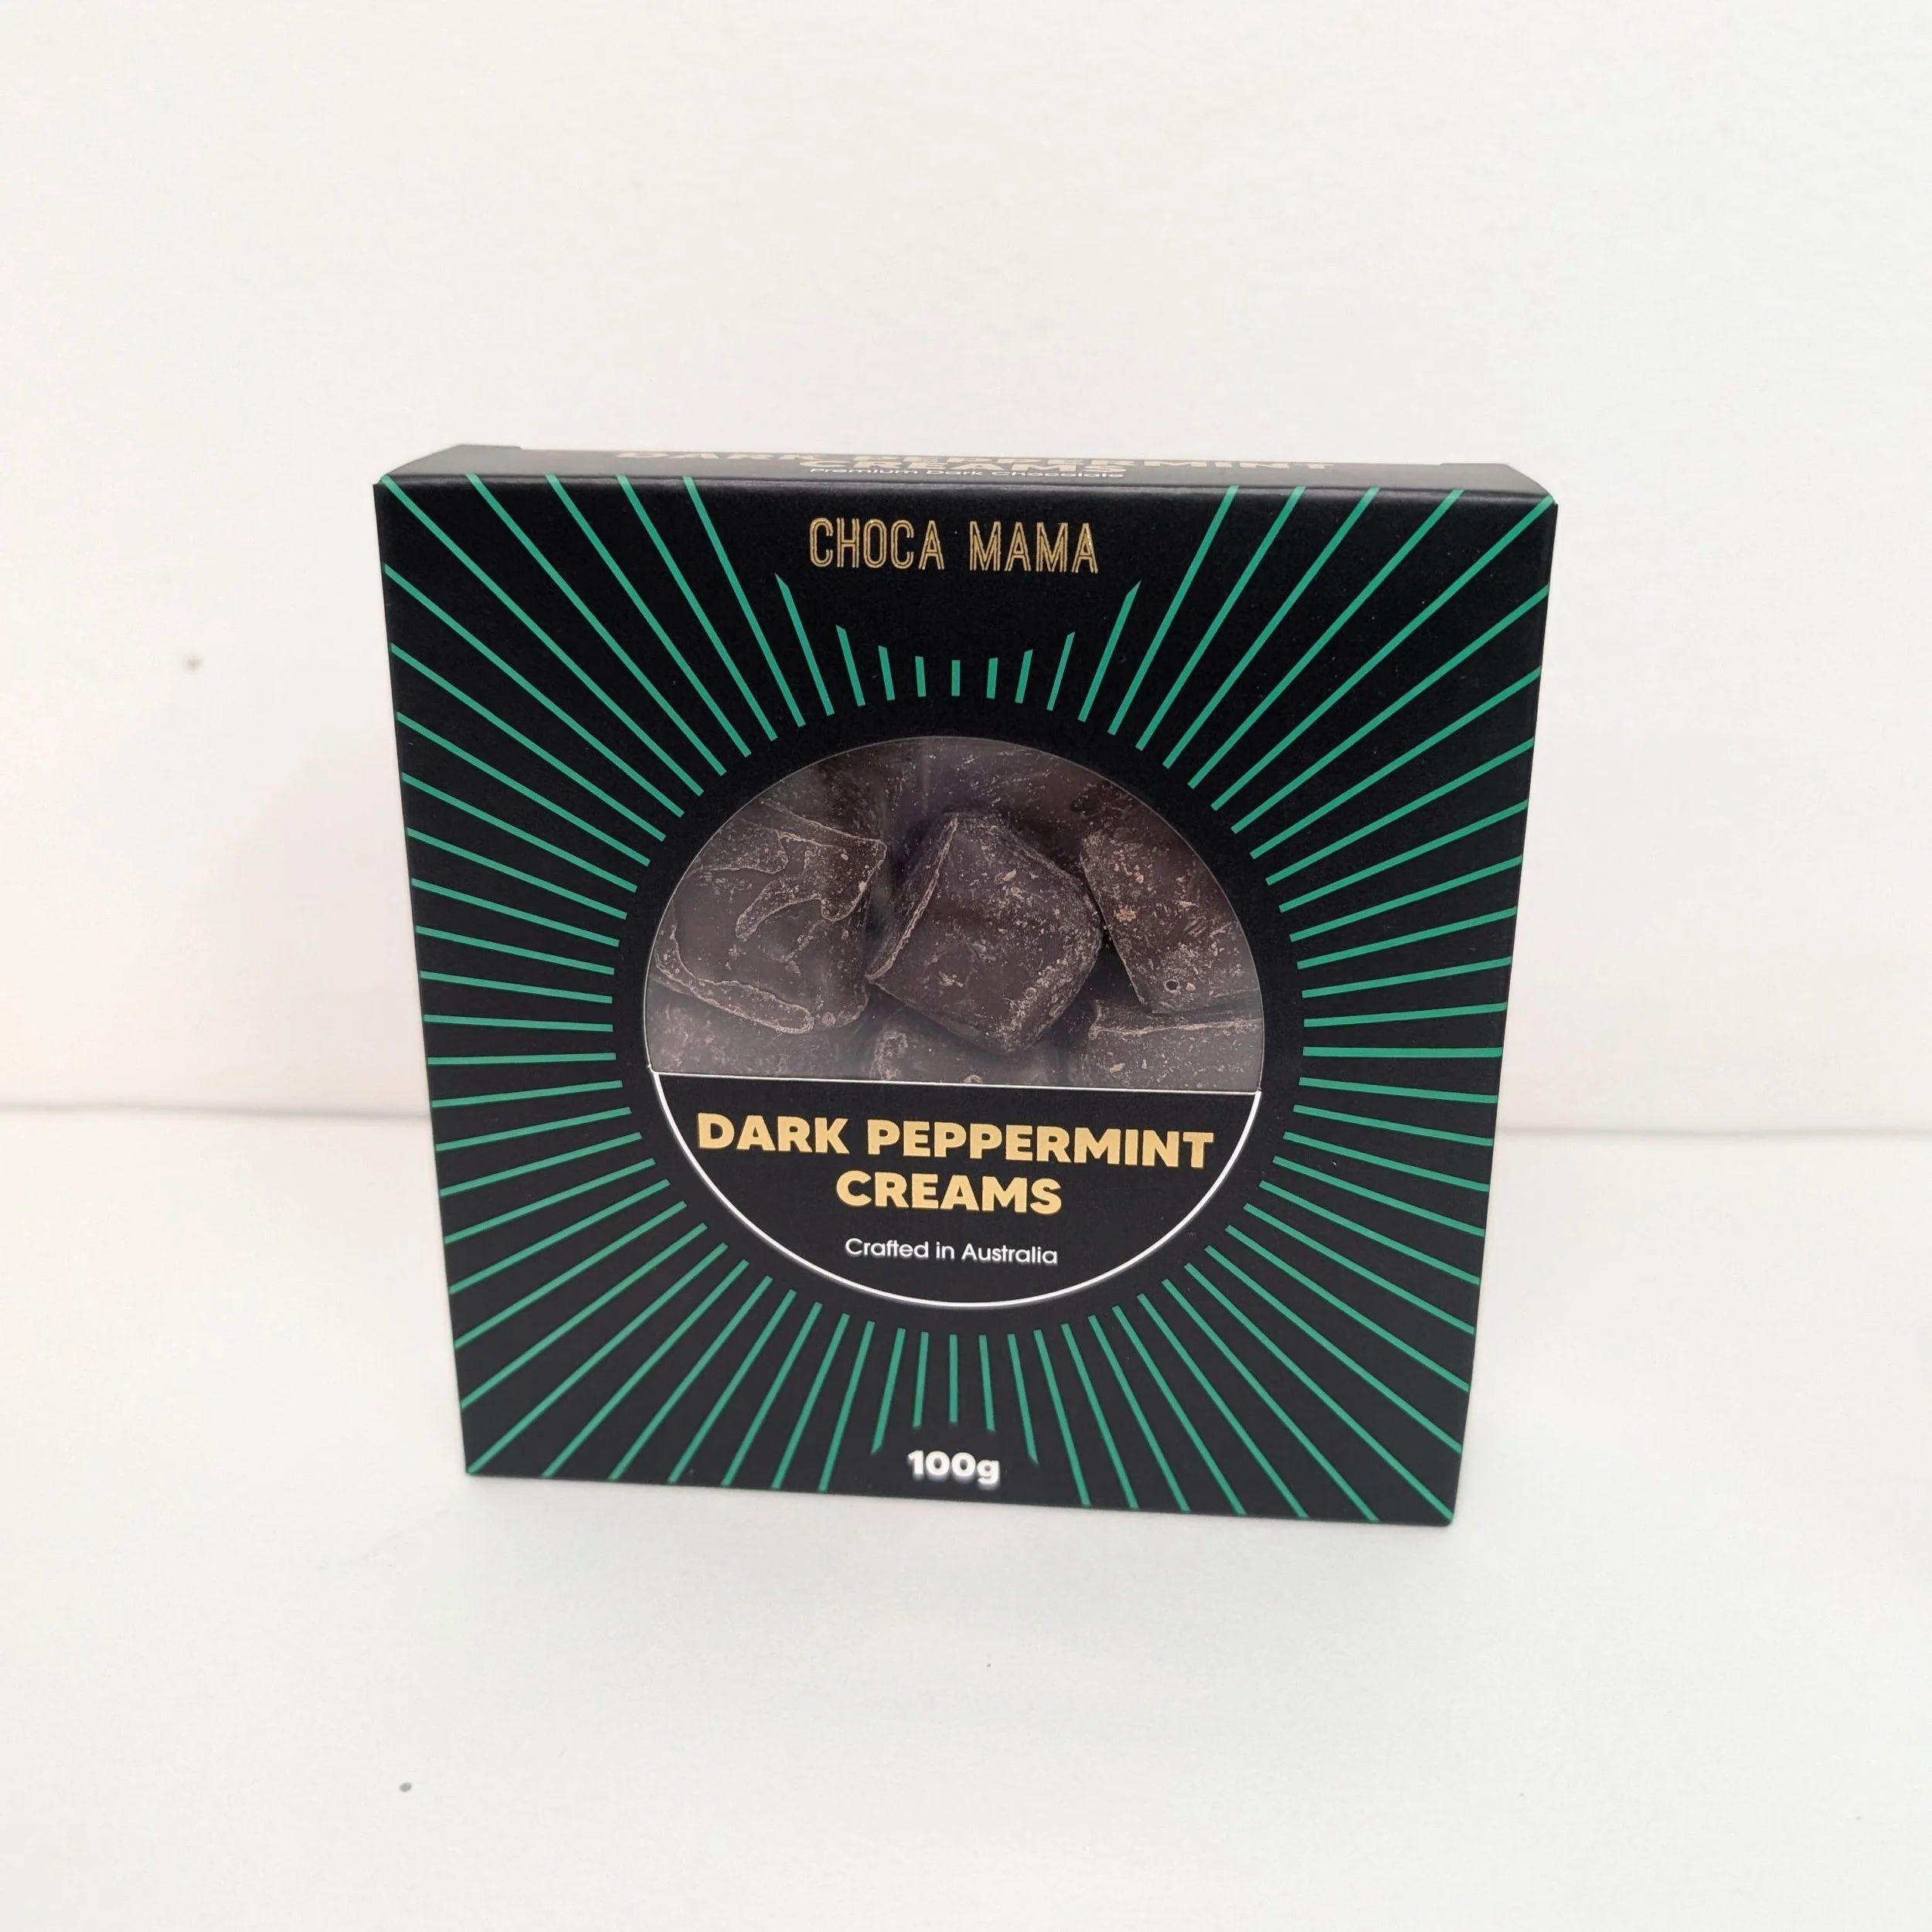 DARK PEPPERMINT
CREAMS
Premium Dark Chocolate
CHOCA MAMA
DARK PEPPERMINT
CREAMS
Crafted in Australia
100g